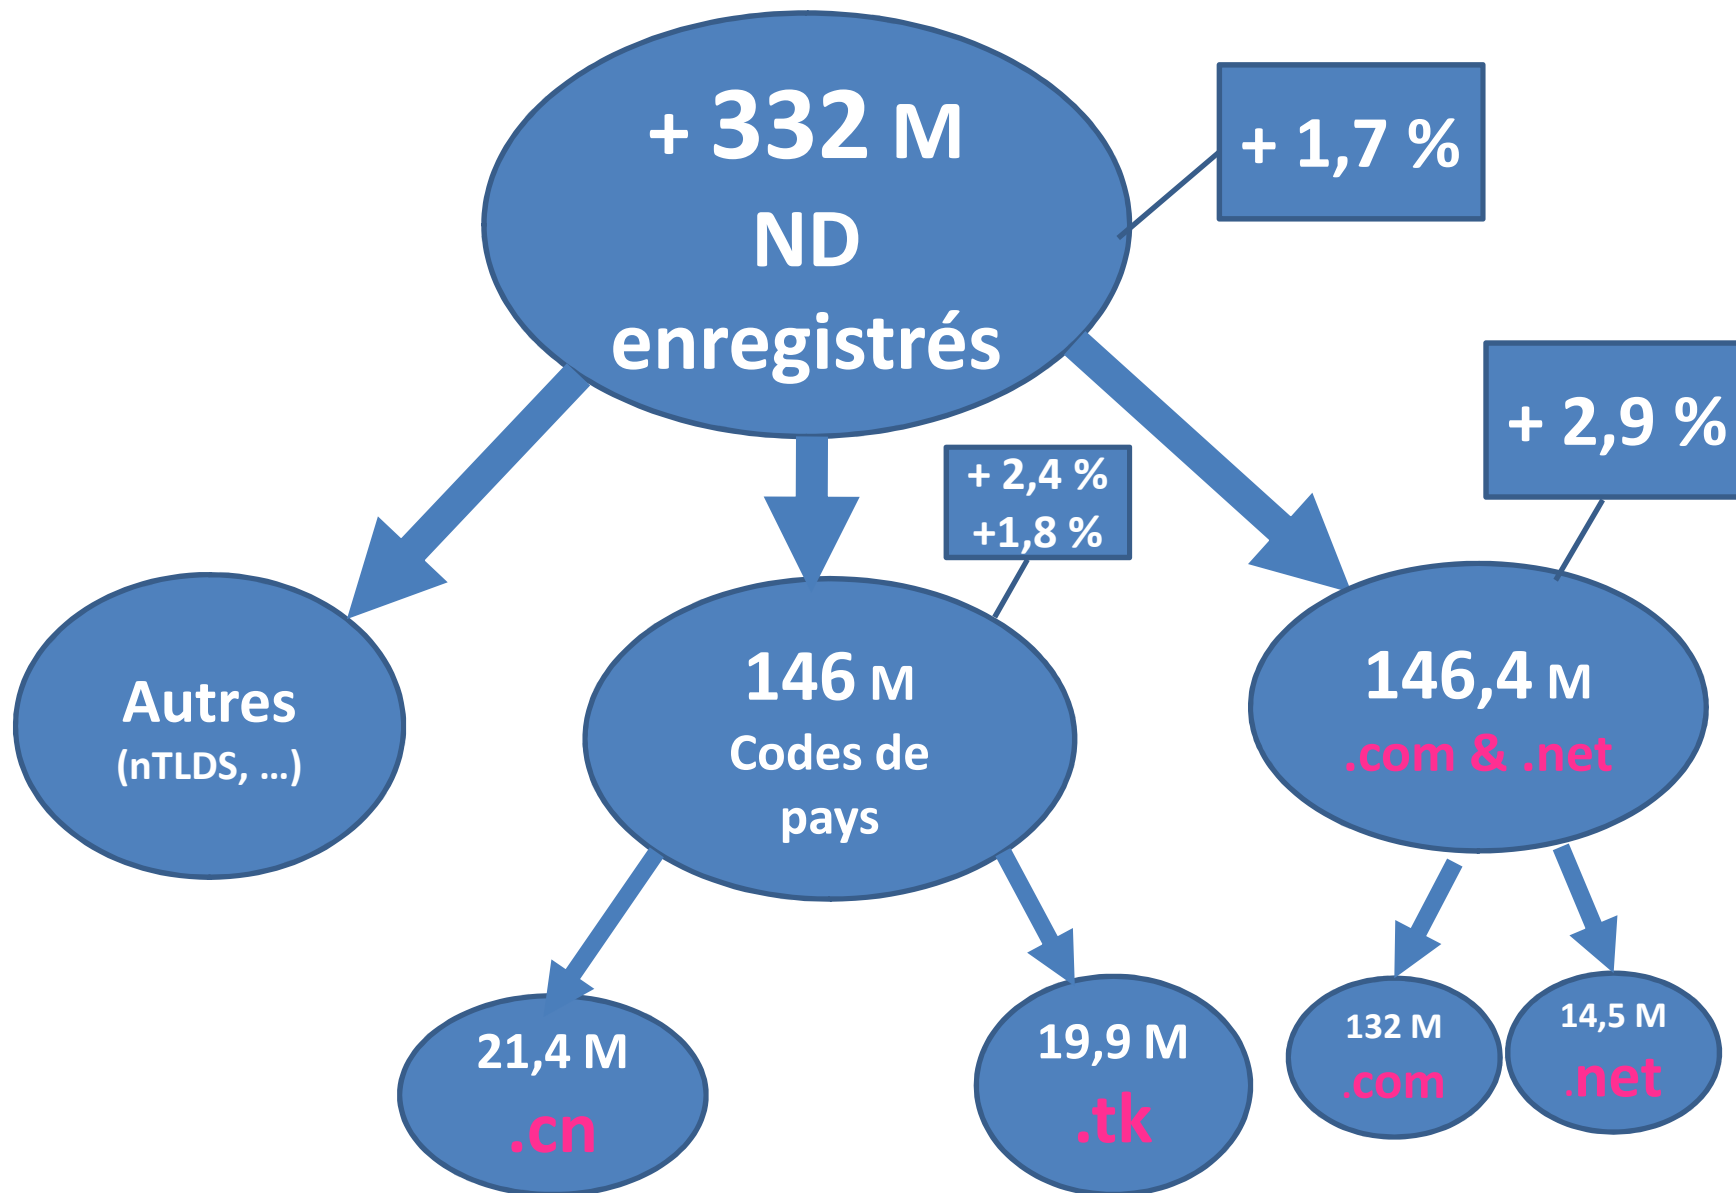 + 332 M
ND
enregistrés
+ 1,7 %
+ 2,9 %
+ 2,4 %
+1,8 %
Autres
(nTLDS, ...)
146 M
Codes de
pays
146,4 M
.com & .net
21,4 M
.cn
19,9 M
.tk
132 M
.com
14,5 M
.net